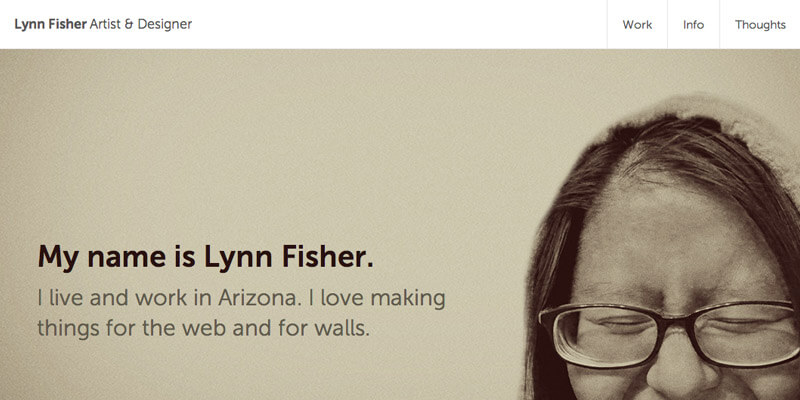 Lynn Fisher Artist & Designer
Work
Info
Thoughts
My name is Lynn Fisher.
I live and work in Arizona. I love making
things for the web and for walls.